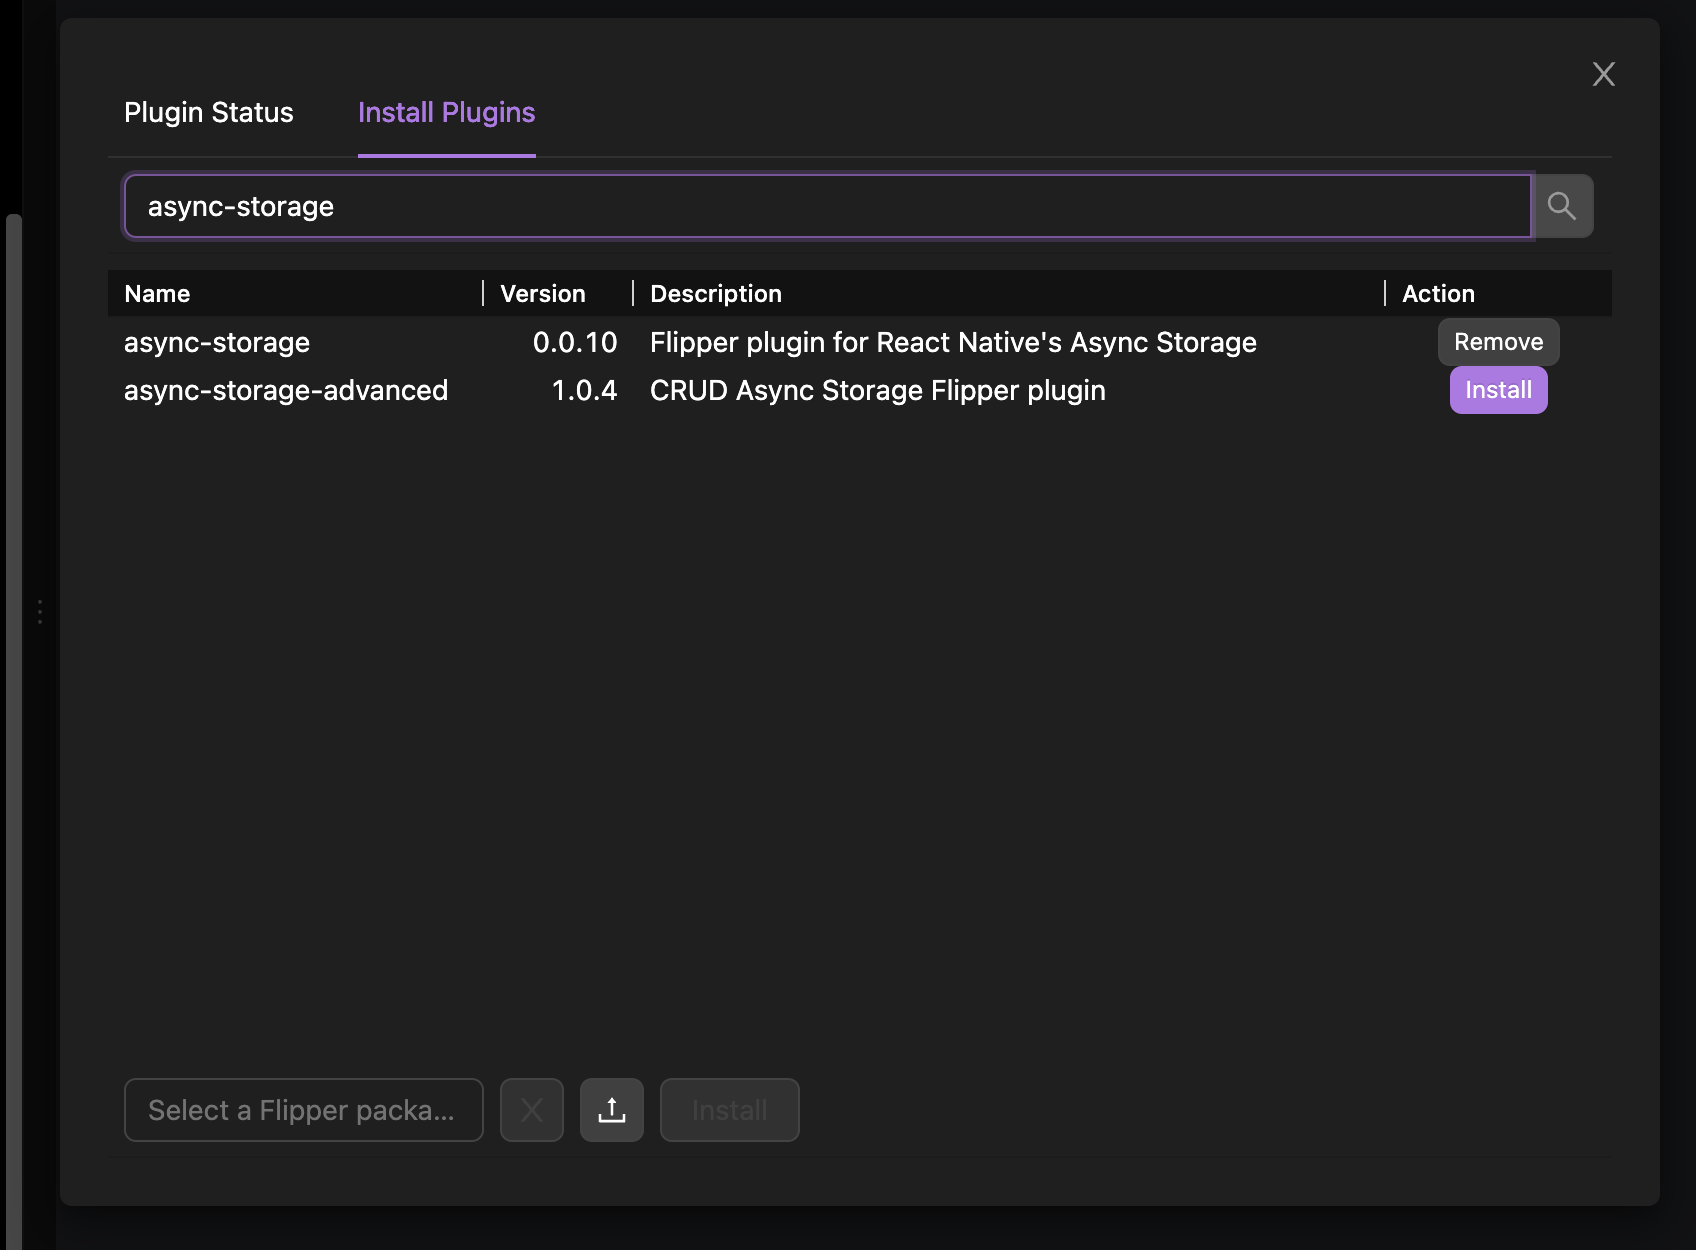 Plugin Status Install Plugins
async-storage
Name Version Description Action
async-storage 0.0.10 Flipper plugin for React Native's Async Storage Remove
async-storage-advanced 1.0.4 CRUD Async Storage Flipper plugin Install
Select a Flipper packa... Install